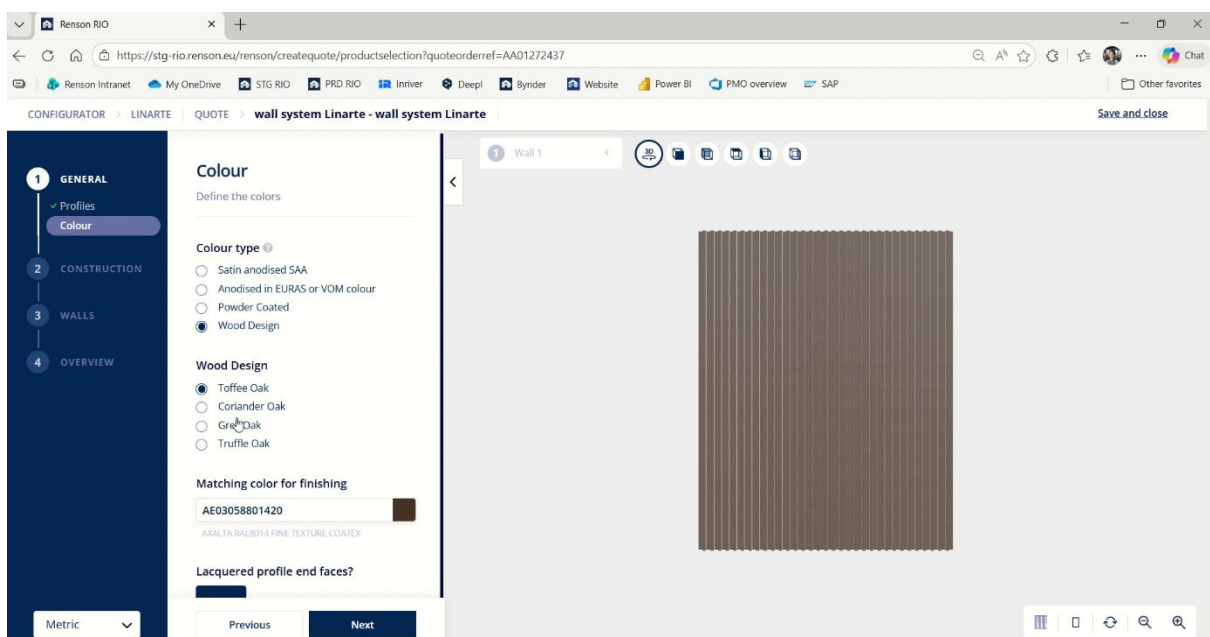 Renson RIO
https://stg-rio.renson.eu/renson/createquote/productselection?quoteorderref=AA01272437
Chat
Renson Intranet My OneDrive STG RIO PRD RIO Inriver Deepl Bynder Website Power BI PMO overview SAP Other favorites
CONFIGURATOR > LINARTE QUOTE > wall system Linarte - wall system Linarte Save and close
1 GENERAL
Profiles
Colour
2 CONSTRUCTION
3 WALLS
4 OVERVIEW
Metric
Colour
Define the colors
Colour type
Satin anodised SAA
Anodised in EURAS or VOM colour
Powder Coated
Wood Design
Wood Design
Toffee Oak
Coriander Oak
Oak
Truffle Oak
Matching color for finishing
AE03058801420
AXALTA RAL8014 FINE TEXTURE COATEX
Lacquered profile end faces?
Previous Next
1 Wall 1
3D